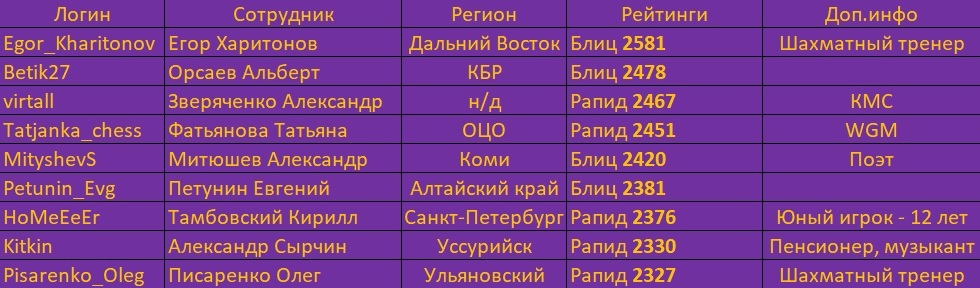 Логин Сотрудник Регион Рейтинги Доп.инфо
Egor_Kharitonov Егор Харитонов Дальний Восток Блиц 2581 Шахматный тренер
Betik27 Орсаев Альберт КБР Блиц 2478
virtall Зверяченко Александр н/д Рапид 2467 КМС
Tatjanka_chess Фатьянова Татьяна ОЦО Рапид 2451 WGM
MityshevS Митюшев Александр Коми Блиц 2420 Поэт
Petunin_Evg Петунин Евгений Алтайский край Блиц 2381
HoMeEeEr Тамбовский Кирилл Санкт-Петербург Рапид 2376 Юный игрок - 12 лет
Kitkin Александр Сырчин Уссурийск Рапид 2330 Пенсионер, музыкант
Pisarenko_Oleg Писаренко Олег Ульяновский Рапид 2327 Шахматный тренер